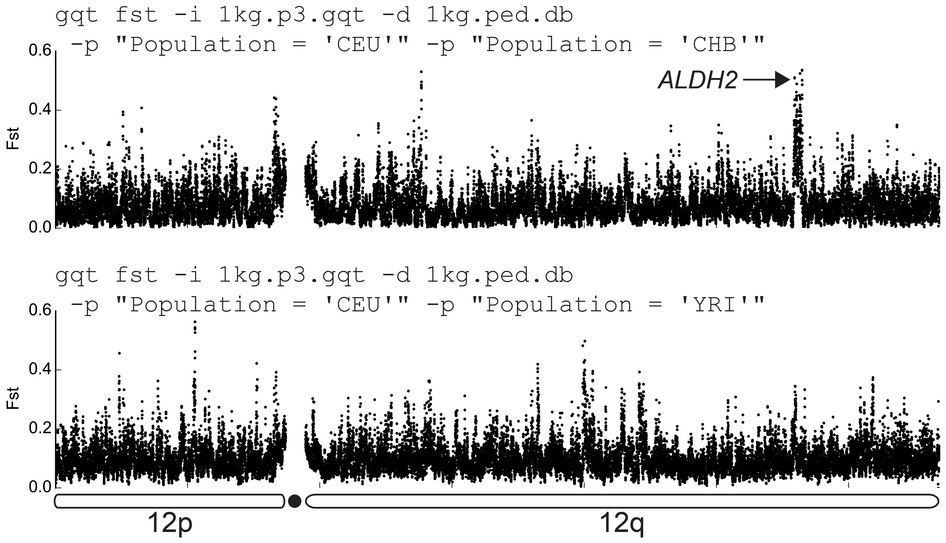 gqt fst -i 1kg.p3.gqt -d 1kg.ped.db
-p "Population = 'CEU'" -p "Population = 'CHB'"
0.6
ALDH2
0.4
Fst
0.2
0.0
gqt fst -i 1kg.p3.gqt -d 1kg.ped.db
-p "Population = 'CEU'" -p "Population = 'YRI'"
0.6
0.4
Fst
0.2
0.0
12p 12q